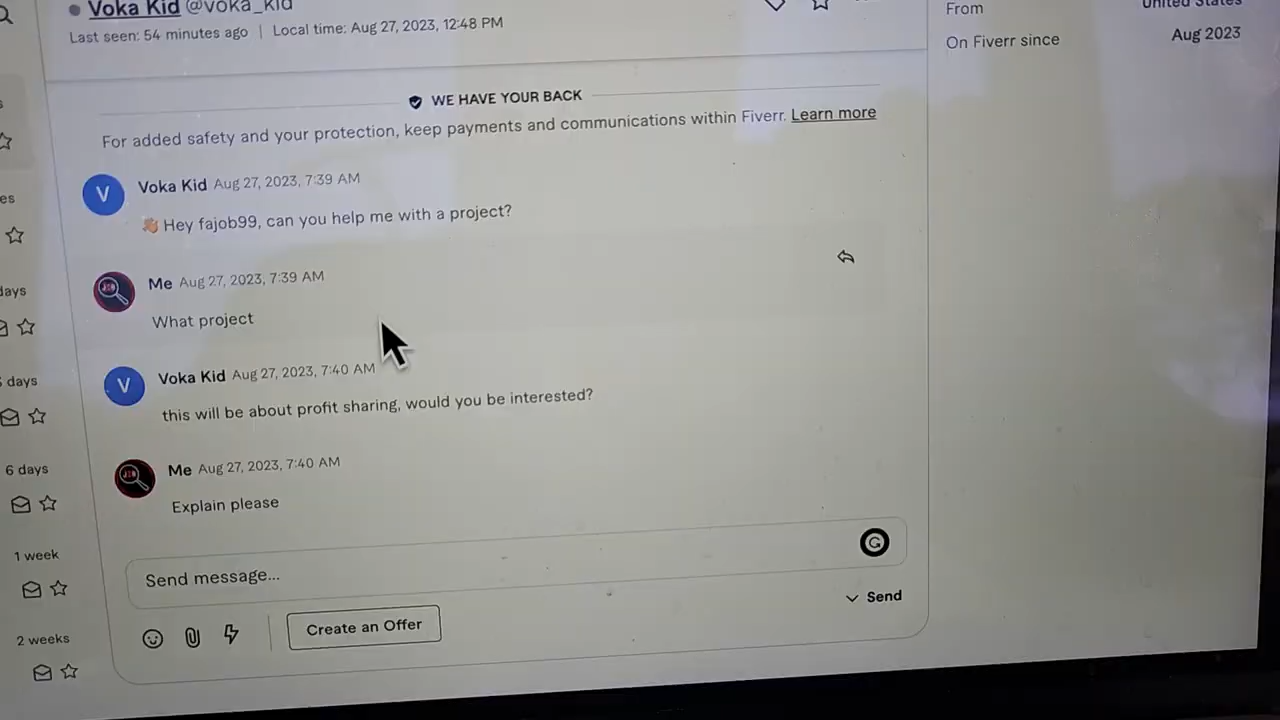 Voka Kid @voka_kid
Last seen: 54 minutes ago | Local time: Aug 27, 2023, 12:48 PM
From
United States
On Fiverr since
Aug 2023
WE HAVE YOUR BACK
For added safety and your protection, keep payments and communications within Fiverr. Learn more
V
Voka Kid Aug 27, 2023, 7:39 AM
👋 Hey fajob99, can you help me with a project?
JOB
Me Aug 27, 2023, 7:39 AM
What project
V
Voka Kid Aug 27, 2023, 7:40 AM
this will be about profit sharing, would you be interested?
JOB
Me Aug 27, 2023, 7:40 AM
Explain please
Send message...
G
Send
Create an Offer
days
days
6 days
1 week
2 weeks